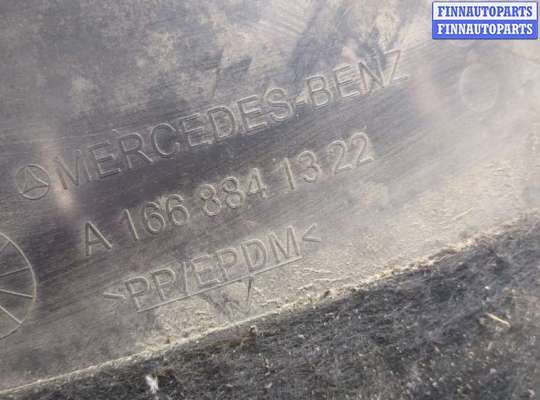 FINNAUTOPARTS
FINNAUTOPARTS
MERCEDES-BENZ
A 166 884 13 22
>PP/EPDM<